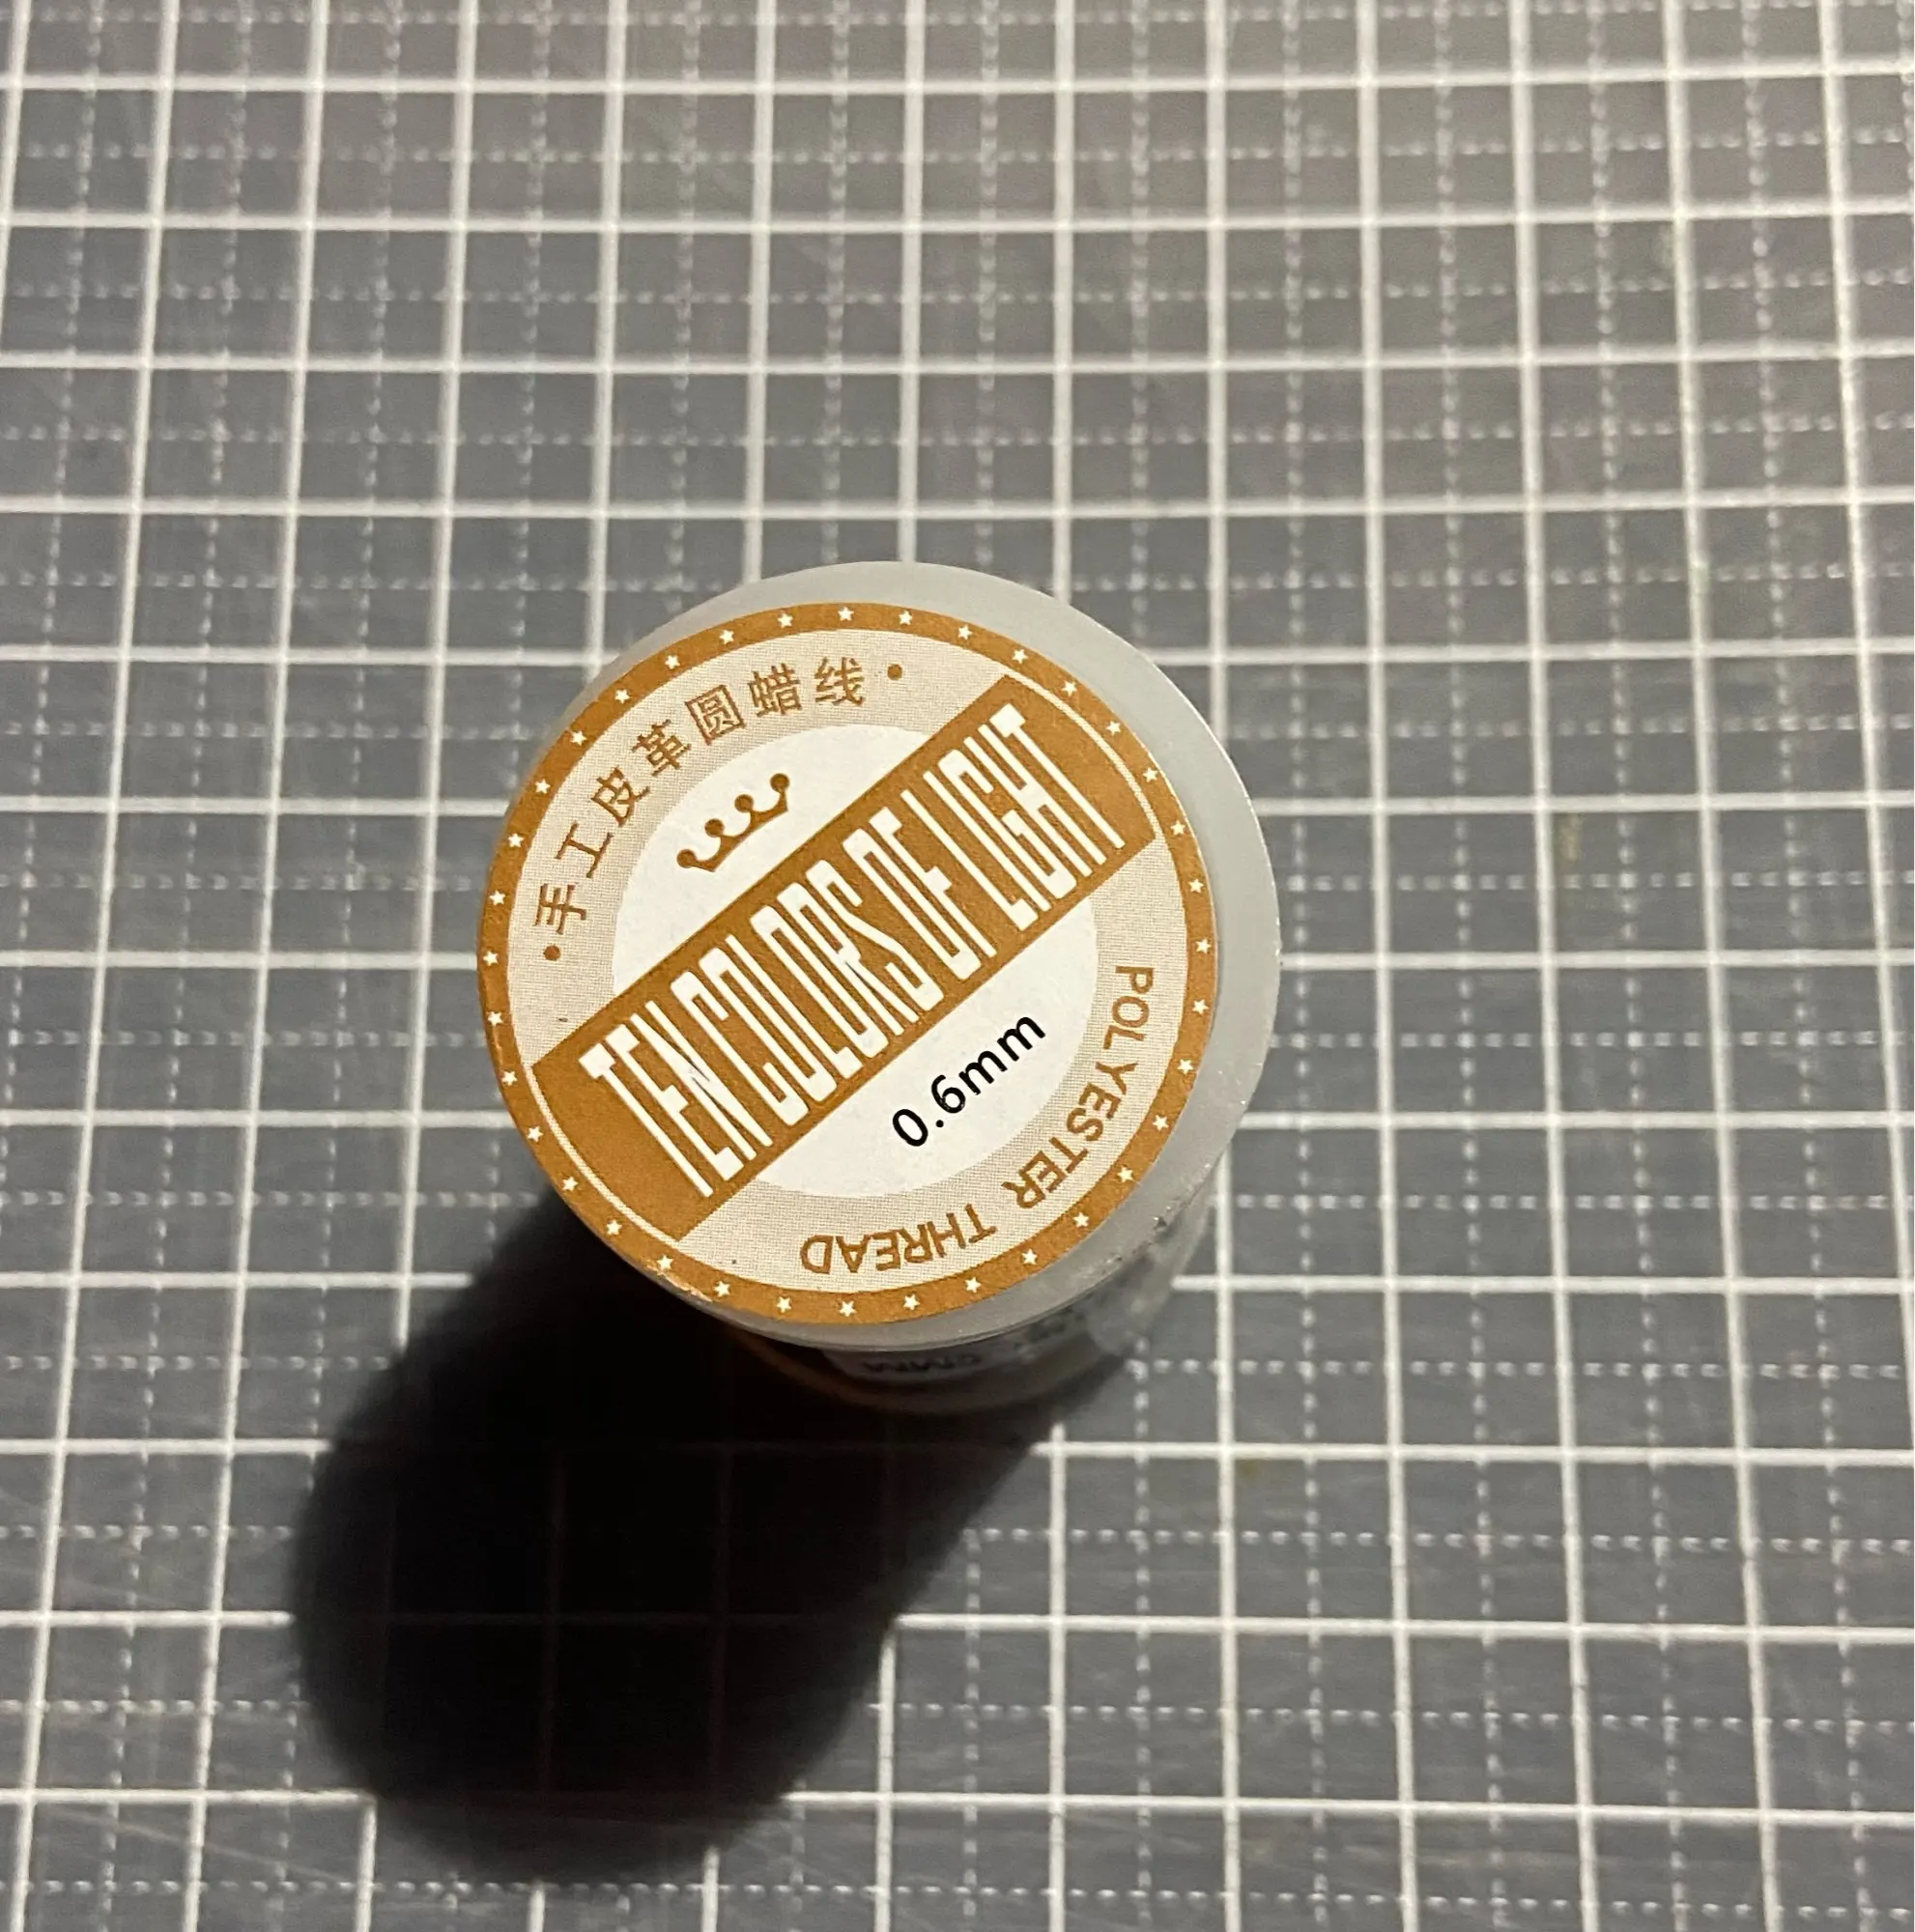 ·手工皮革圆蜡线·
TEN COLORS OF LIGHT
0.6mm
POLYESTER THREAD